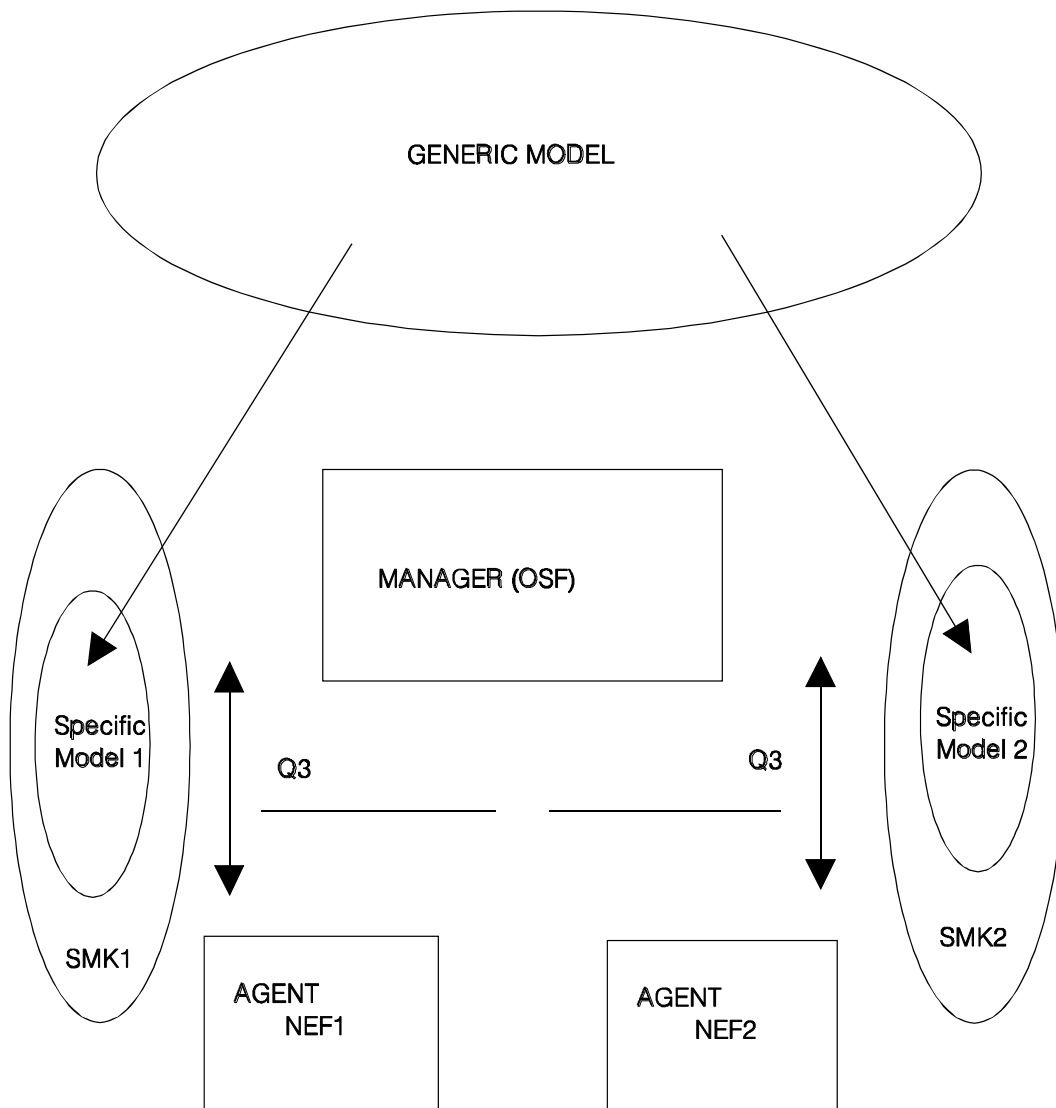 GENERIC MODEL
MANAGER (OSF)
Specific
Model 1
Specific
Model 2
Q3
Q3
SMK1
SMK2
AGENT
NEF1
AGENT
NEF2